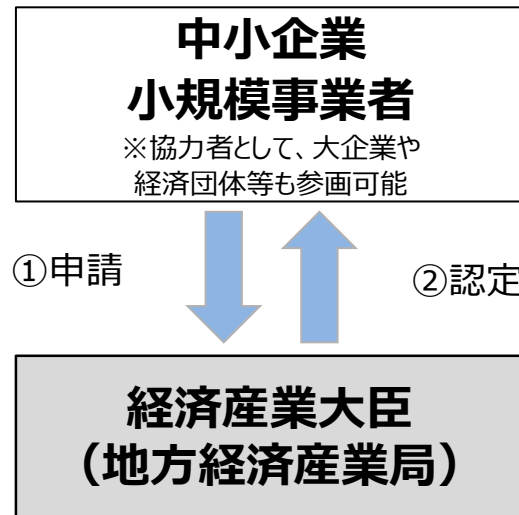 中小企業
小規模事業者
※協力者として、大企業や
経済団体等も参画可能
①申請
②認定
経済産業大臣
（地方経済産業局）